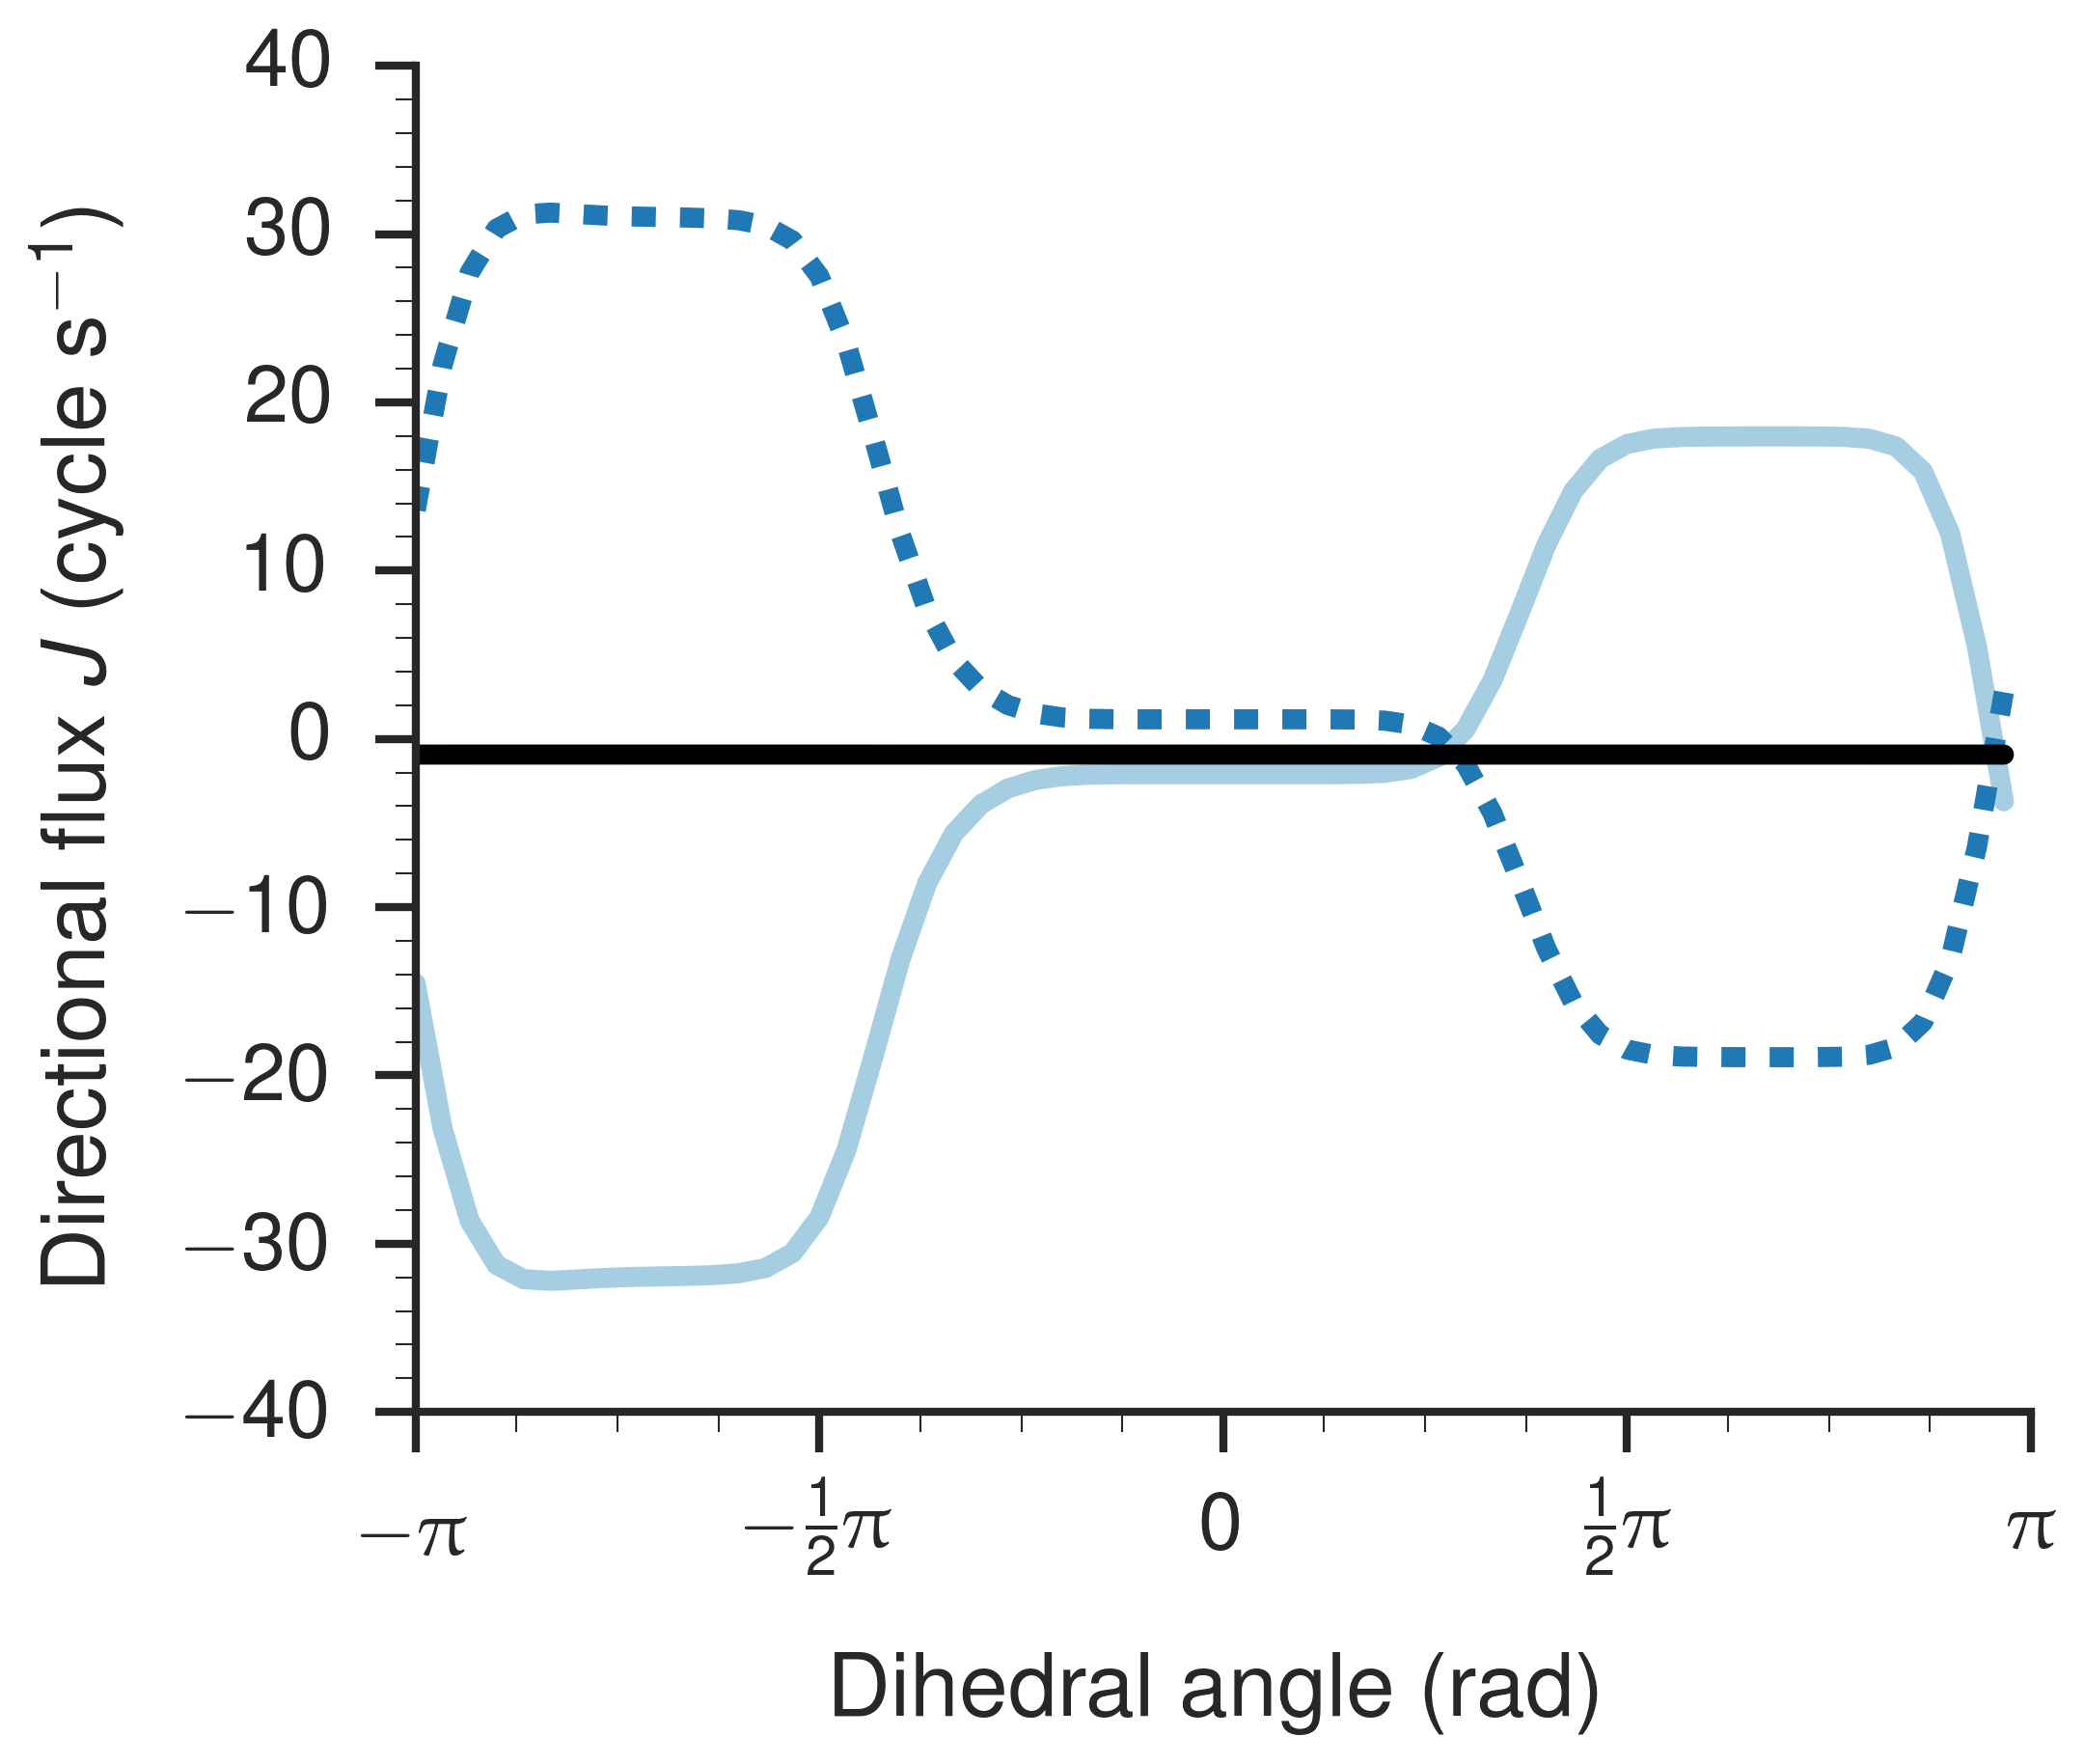 Directional flux J (cycle s⁻¹)
40
30
20
10
0
−10
−20
−30
−40
−π
−1/2π
0
1/2π
π
Dihedral angle (rad)